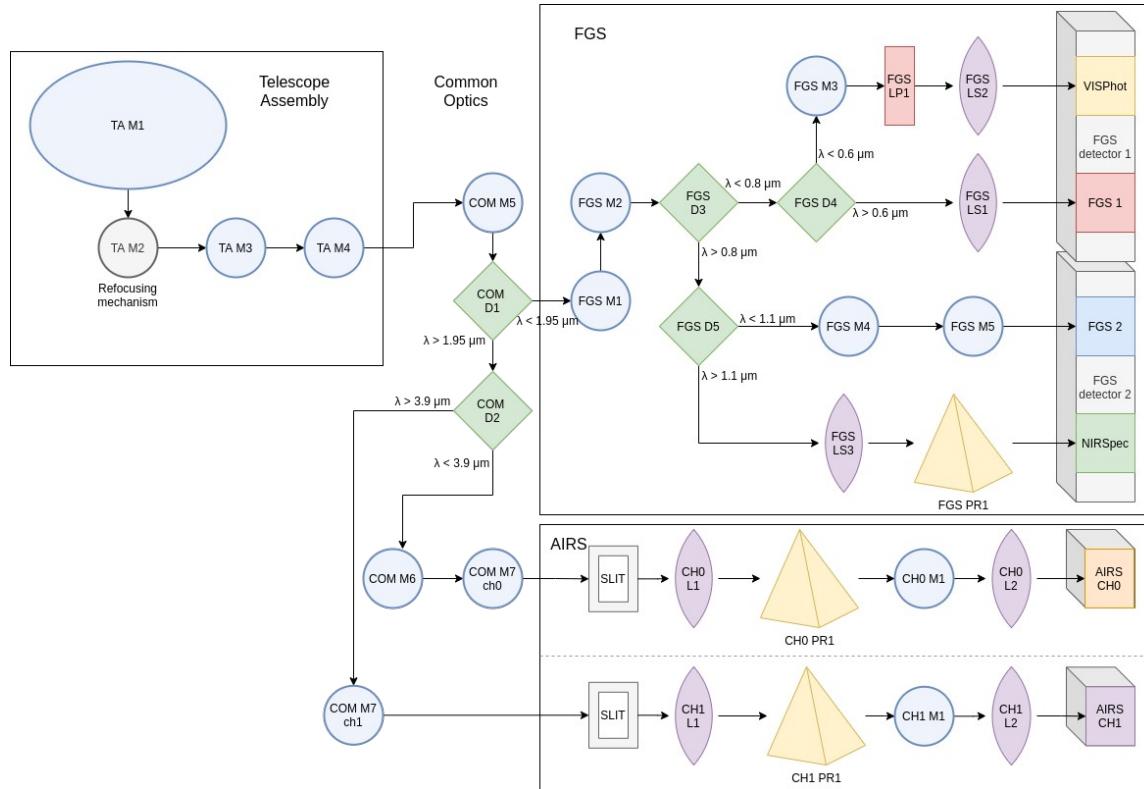 Telescope
Assembly
TA M1
TA M2
Refocusing
mechanism
TA M3
TA M4
Common
Optics
COM M5
COM
D1
λ < 1.95 μm
λ > 1.95 μm
COM
D2
λ > 3.9 μm
λ < 3.9 μm
COM M6
COM M7
ch0
COM M7
ch1
FGS
FGS M1
FGS M2
FGS
D3
λ < 0.8 μm
λ > 0.8 μm
FGS D4
λ < 0.6 μm
λ > 0.6 μm
FGS M3
FGS
LP1
FGS
LS2
VISPhot
FGS
detector 1
FGS
LS1
FGS 1
FGS D5
λ < 1.1 μm
λ > 1.1 μm
FGS M4
FGS M5
FGS 2
FGS
detector 2
FGS
LS3
FGS PR1
NIRSpec
AIRS
SLIT
CH0
L1
CH0 PR1
CH0 M1
CH0
L2
AIRS
CH0
SLIT
CH1
L1
CH1 PR1
CH1 M1
CH1
L2
AIRS
CH1